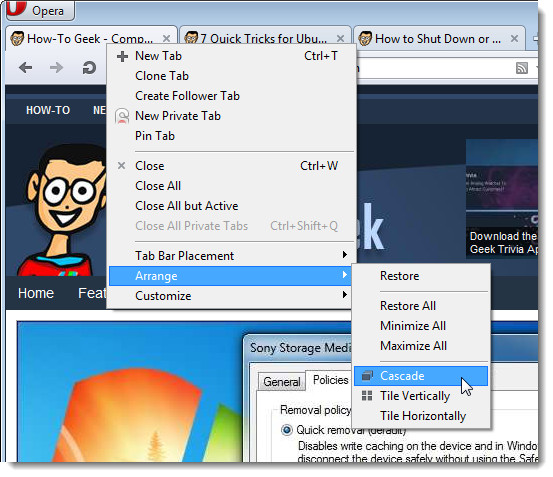 Opera
How-To Geek - Comp...
7 Quick Tricks for Ubu...
How to Shut Down or ...
New Tab Ctrl+T
Clone Tab
Create Follower Tab
New Private Tab
Pin Tab
Close Ctrl+W
Close All
Close All but Active
Close All Private Tabs Ctrl+Shift+Q
Tab Bar Placement
Arrange
Customize
Restore
Restore All
Minimize All
Maximize All
Cascade
Tile Vertically
Tile Horizontally
HOW-TO NE
eek
Download the
Geek Trivia Ap
Home Feat
Sony Storage Medi
General Policies
Removal policy
Quick removal (default)
Disables write caching on the device and in Windo
disconnect the device safely without using the Safe